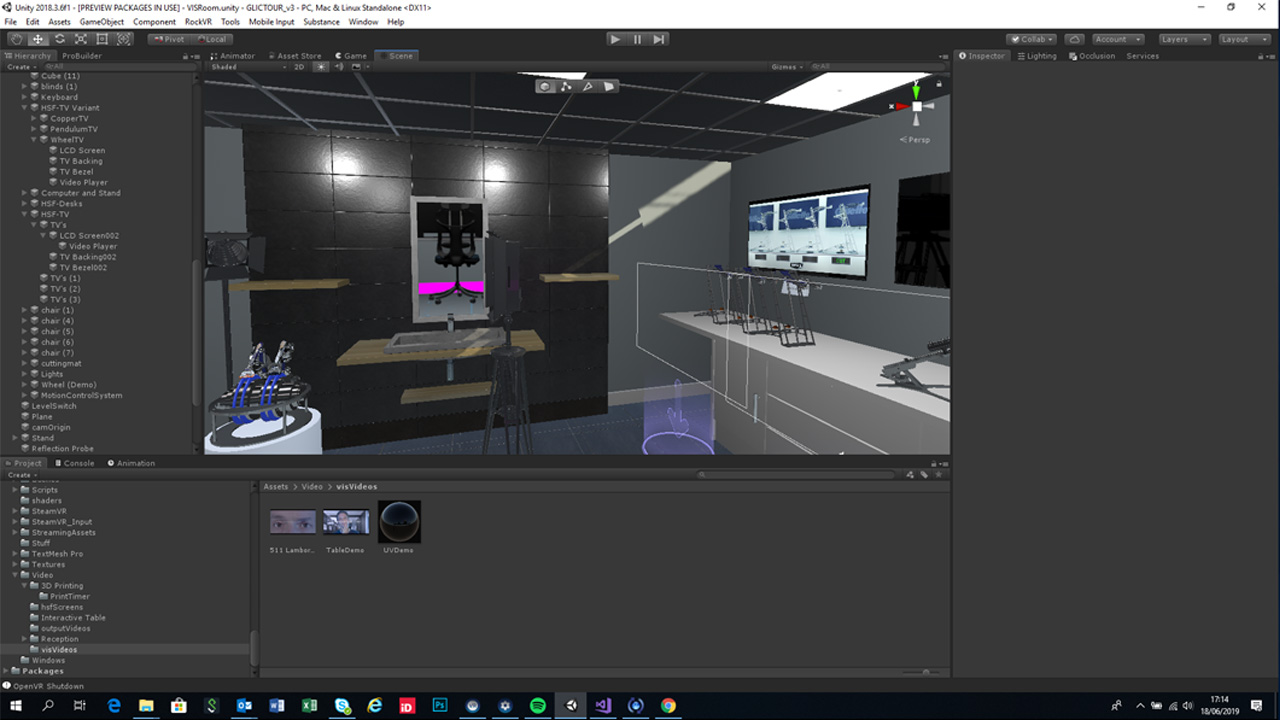 Unity 2018.3.6f1 - [PREVIEW PACKAGES IN USE] - VISRoom.unity - GLICTOUR_v3 - PC, Mac & Linux Standalone <DX11>
File Edit Assets GameObject Component RockVR Tools Mobile Input Substance Window Help
Pivot Local Collab Account Layers Layout
Hierarchy ProBuilder Animator Asset Store Game Scene Inspector Lighting Occlusion Services
Create All Shaded 2D Gizmos All
Cube (11)
blinds (1)
Keyboard
HSF-TV Variant
CopperTV
PendulumTV
WheelTV
LCD Screen
TV Backing
TV Bezel
Video Player
Computer and Stand
HSF-Desks
HSF-TV
TV's
LCD Screen002
Video Player
TV Backing002
TV Bezel002
TV's (1)
TV's (2)
TV's (3)
chair (1)
chair (4)
chair (5)
chair (6)
chair (7)
cuttingmat
Lights
Wheel (Demo)
MotionControlSystem
LevelSwitch
Plane
camOrigin
Stand
Reflection Probe
y
x
Persp
Project Console Animation
Create
Scripts
shaders
SteamVR
SteamVR_Input
StreamingAssets
Stuff
TextMesh Pro
Textures
Video
3D Printing
PrintTimer
hsfScreens
Interactive Table
outputVideos
Reception
visVideos
Windows
Packages
Assets > Video > visVideos
511 Lambor... TableDemo UVDemo
OpenVR Shutdown
17:14
18/06/2019